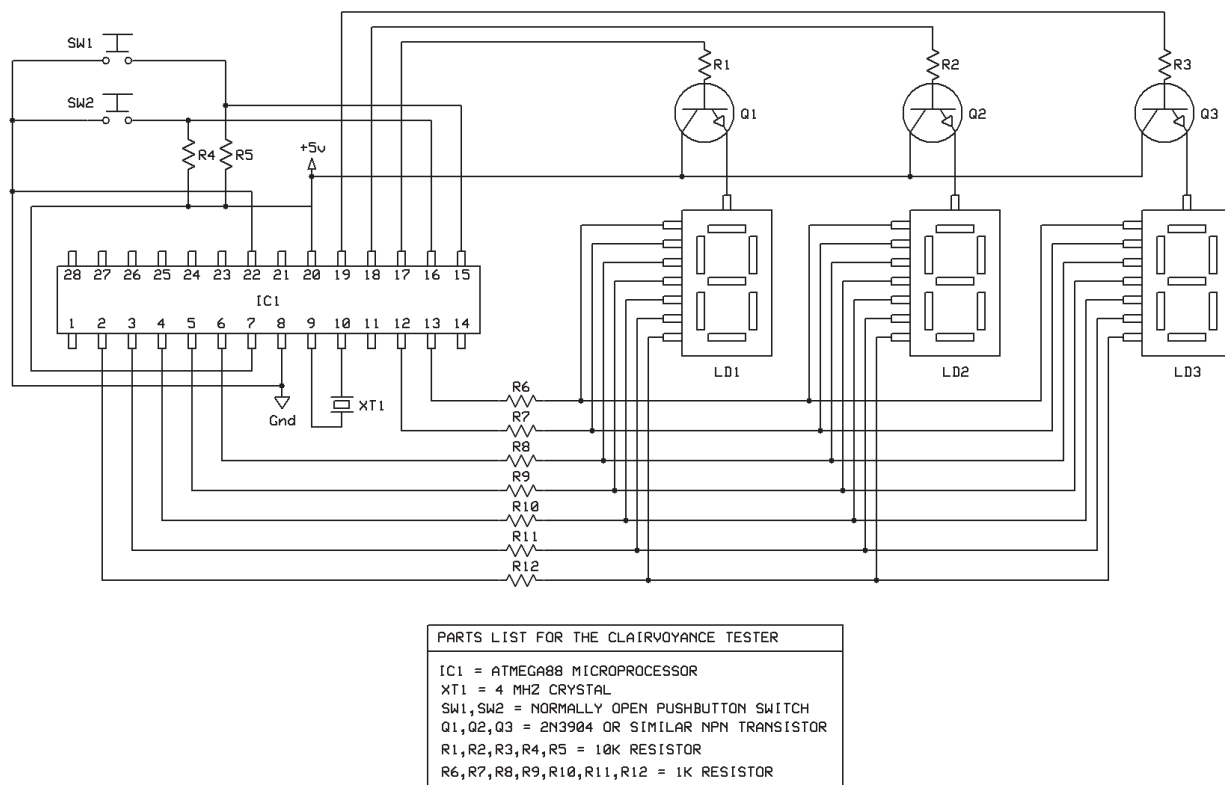 SW1
SW2
R4 R5
+5v
R1
Q1
R2
Q2
R3
Q3
28 27 26 25 24 23 22 21 20 19 18 17 16 15
IC1
1 2 3 4 5 6 7 8 9 10 11 12 13 14
LD1 LD2 LD3
Gnd
XT1
R6
R7
R8
R9
R10
R11
R12
PARTS LIST FOR THE CLAIRVOYANCE TESTER
IC1 = ATMEGA88 MICROPROCESSOR
XT1 = 4 MHZ CRYSTAL
SW1,SW2 = NORMALLY OPEN PUSHBUTTON SWITCH
Q1,Q2,Q3 = 2N3904 OR SIMILAR NPN TRANSISTOR
R1,R2,R3,R4,R5 = 10K RESISTOR
R6,R7,R8,R9,R10,R11,R12 = 1K RESISTOR